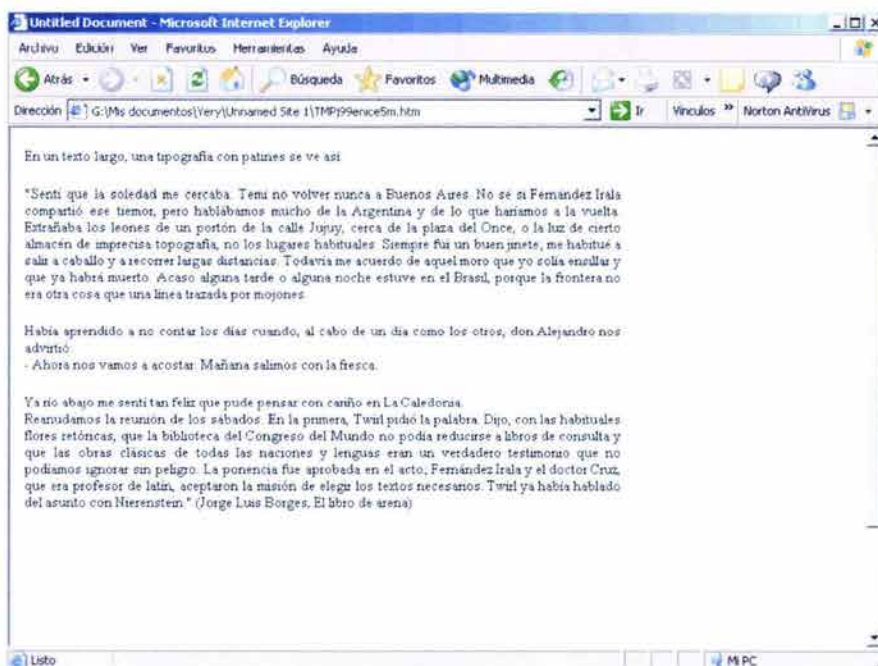 Untitled Document - Microsoft Internet Explorer
Archivo Edición Ver Favoritos Herramientas Ayuda
Atrás Búsqueda Favoritos Multimedia
Dirección G:\Mis documentos\Yery\Unnamed Site 1\TMPj99enice5m.htm Ir Vínculos » Norton AntiVirus
En un texto largo, una tipografía con patines se ve así
"Sentí que la soledad me cercaba. Temí no volver nunca a Buenos Aires. No sé si Fernández Irala
compartió ese temor, pero hablábamos mucho de la Argentina y de lo que haríamos a la vuelta.
Extrañaba los leones de un portón de la calle Jujuy, cerca de la plaza del Once, o la luz de cierto
almacén de imprecisa topografía, no los lugares habituales. Siempre fui un buen jinete, me habitué a
salir a caballo y a recorrer largas distancias. Todavía me acuerdo de aquel moro que yo solía ensillar y
que ya habrá muerto. Acaso alguna tarde o alguna noche estuve en el Brasil, porque la frontera no
era otra cosa que una línea trazada por mojones.
Había aprendido a no contar los días cuando, al cabo de un día como los otros, don Alejandro nos
advirtió:
- Ahora nos vamos a acostar. Mañana salimos con la fresca.
Ya río abajo me sentí tan feliz que pude pensar con cariño en La Caledonia.
Reanudamos la reunión de los sábados. En la primera, Twirl pidió la palabra. Dijo, con las habituales
flores retóricas, que la biblioteca del Congreso del Mundo no podía reducirse a libros de consulta y
que las obras clásicas de todas las naciones y lenguas eran un verdadero testimonio que no
podíamos ignorar sin peligro. La ponencia fue aprobada en el acto; Fernández Irala y el doctor Cruz,
que era profesor de latín, aceptaron la misión de elegir los textos necesarios. Twirl ya había hablado
del asunto con Nierenstein." (Jorge Luis Borges, El libro de arena)
Listo Mi PC